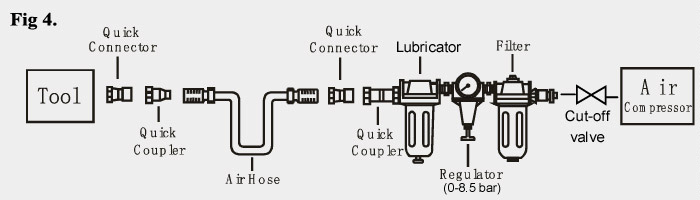 Fig 4.
Quick
Connector
Quick
Connector
Lubricator
Filter
Tool
Air
Compressor
Quick
Coupler
Quick
Coupler
Cut-off
valve
Air Hose
Regulator
(0-8.5 bar)